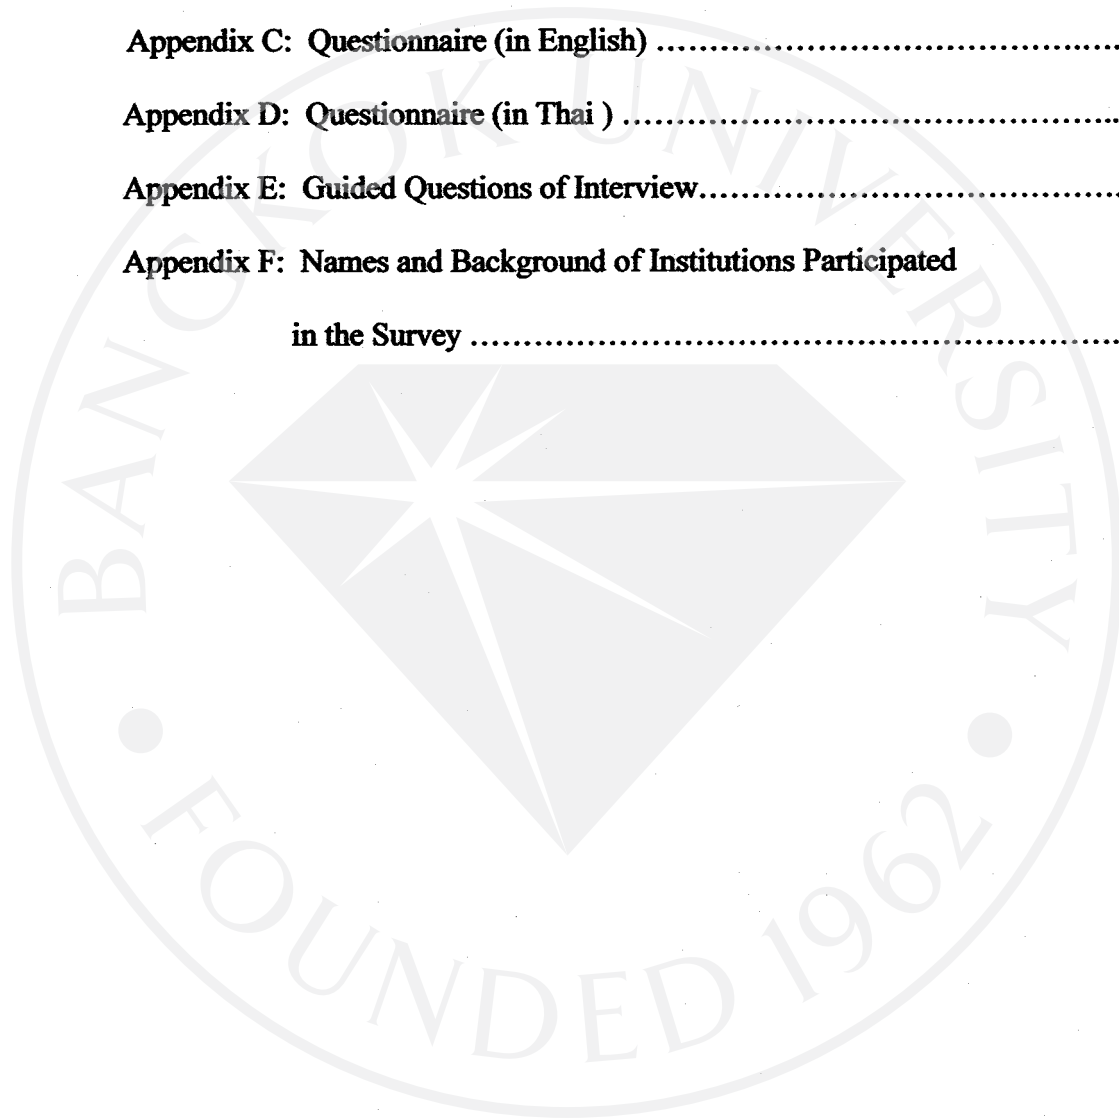 Appendix C: Questionnaire (in English) ................................................
Appendix D: Questionnaire (in Thai ) ....................................................
Appendix E: Guided Questions of Interview............................................
Appendix F: Names and Background of Institutions Participated
in the Survey ....................................................................
BANGKOK UNIVERSITY
• FOUNDED 1962 •